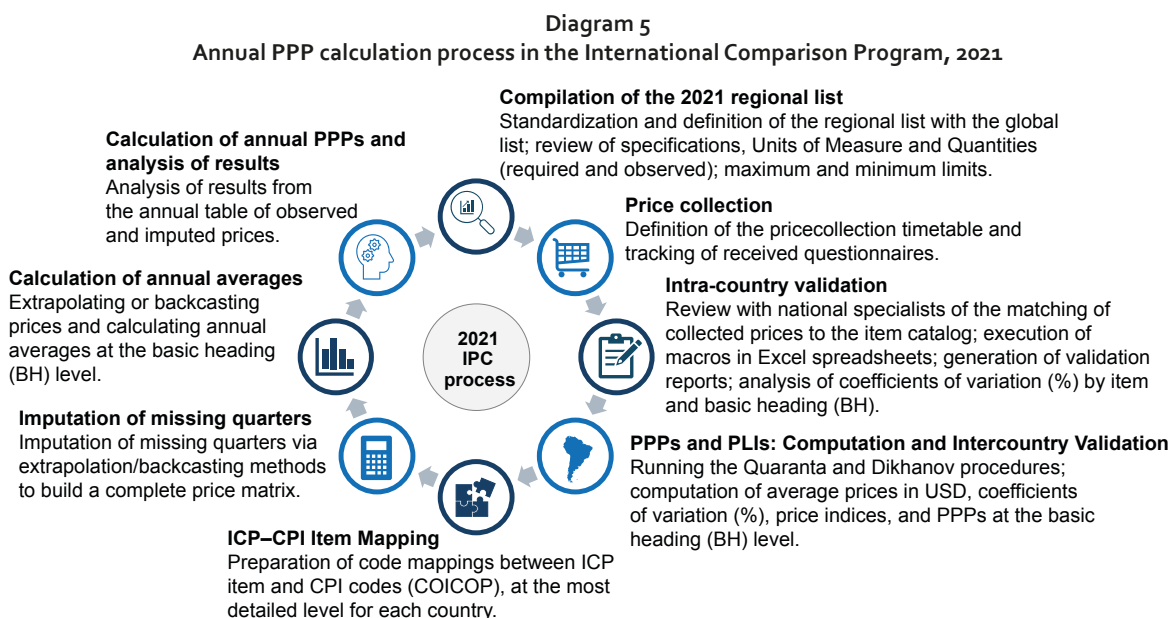 Diagram 5
Annual PPP calculation process in the International Comparison Program, 2021
Compilation of the 2021 regional list
Standardization and definition of the regional list with the global
list; review of specifications, Units of Measure and Quantities
(required and observed); maximum and minimum limits.
Price collection
Definition of the pricecollection timetable and
tracking of received questionnaires.
Intra-country validation
Review with national specialists of the matching of
collected prices to the item catalog; execution of
macros in Excel spreadsheets; generation of validation
reports; analysis of coefficients of variation (%) by item
and basic heading (BH).
PPPs and PLIs: Computation and Intercountry Validation
Running the Quaranta and Dikhanov procedures;
computation of average prices in USD, coefficients
of variation (%), price indices, and PPPs at the basic
heading (BH) level.
ICP–CPI Item Mapping
Preparation of code mappings between ICP
item and CPI codes (COICOP), at the most
detailed level for each country.
Imputation of missing quarters
Imputation of missing quarters via
extrapolation/backcasting methods
to build a complete price matrix.
Calculation of annual averages
Extrapolating or backcasting
prices and calculating annual
averages at the basic heading
(BH) level.
Calculation of annual PPPs and
analysis of results
Analysis of results from
the annual table of observed
and imputed prices.
2021
IPC
process